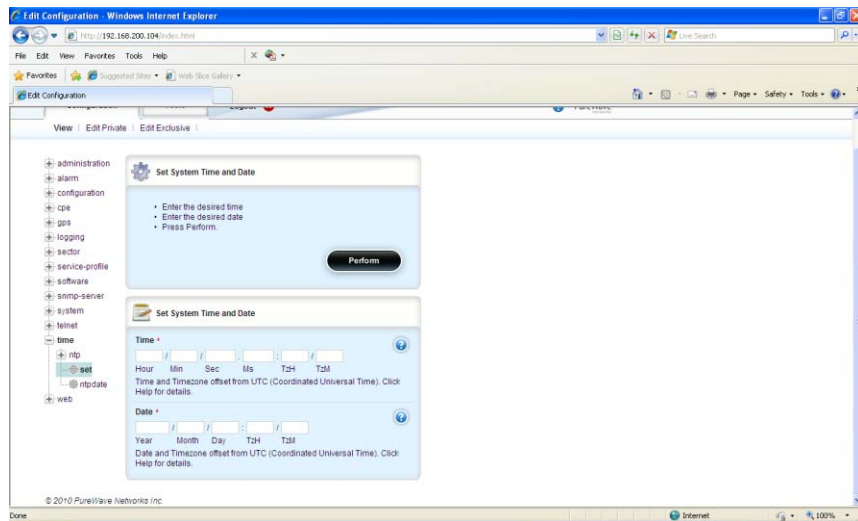 Edit Configuration - Windows Internet Explorer
http://192.168.200.104/index.html
Live Search
File Edit View Favorites Tools Help
Favorites Suggested Sites Web Slice Gallery
Edit Configuration
Page Safety Tools
View Edit Private Edit Exclusive
administration
alarm
configuration
cpe
gps
logging
sector
service-profile
software
snmp-server
system
telnet
time
ntp
set
ntpdate
web
Set System Time and Date
• Enter the desired time
• Enter the desired date
• Press Perform.
Perform
Set System Time and Date
Time *
/ / . : /
Hour Min Sec Ms TzH TzM
Time and Timezone offset from UTC (Coordinated Universal Time). Click
Help for details.
Date *
/ / : /
Year Month Day TzH TzM
Date and Timezone offset from UTC (Coordinated Universal Time). Click
Help for details.
© 2010 PureWave Networks Inc.
Done
Internet
100%